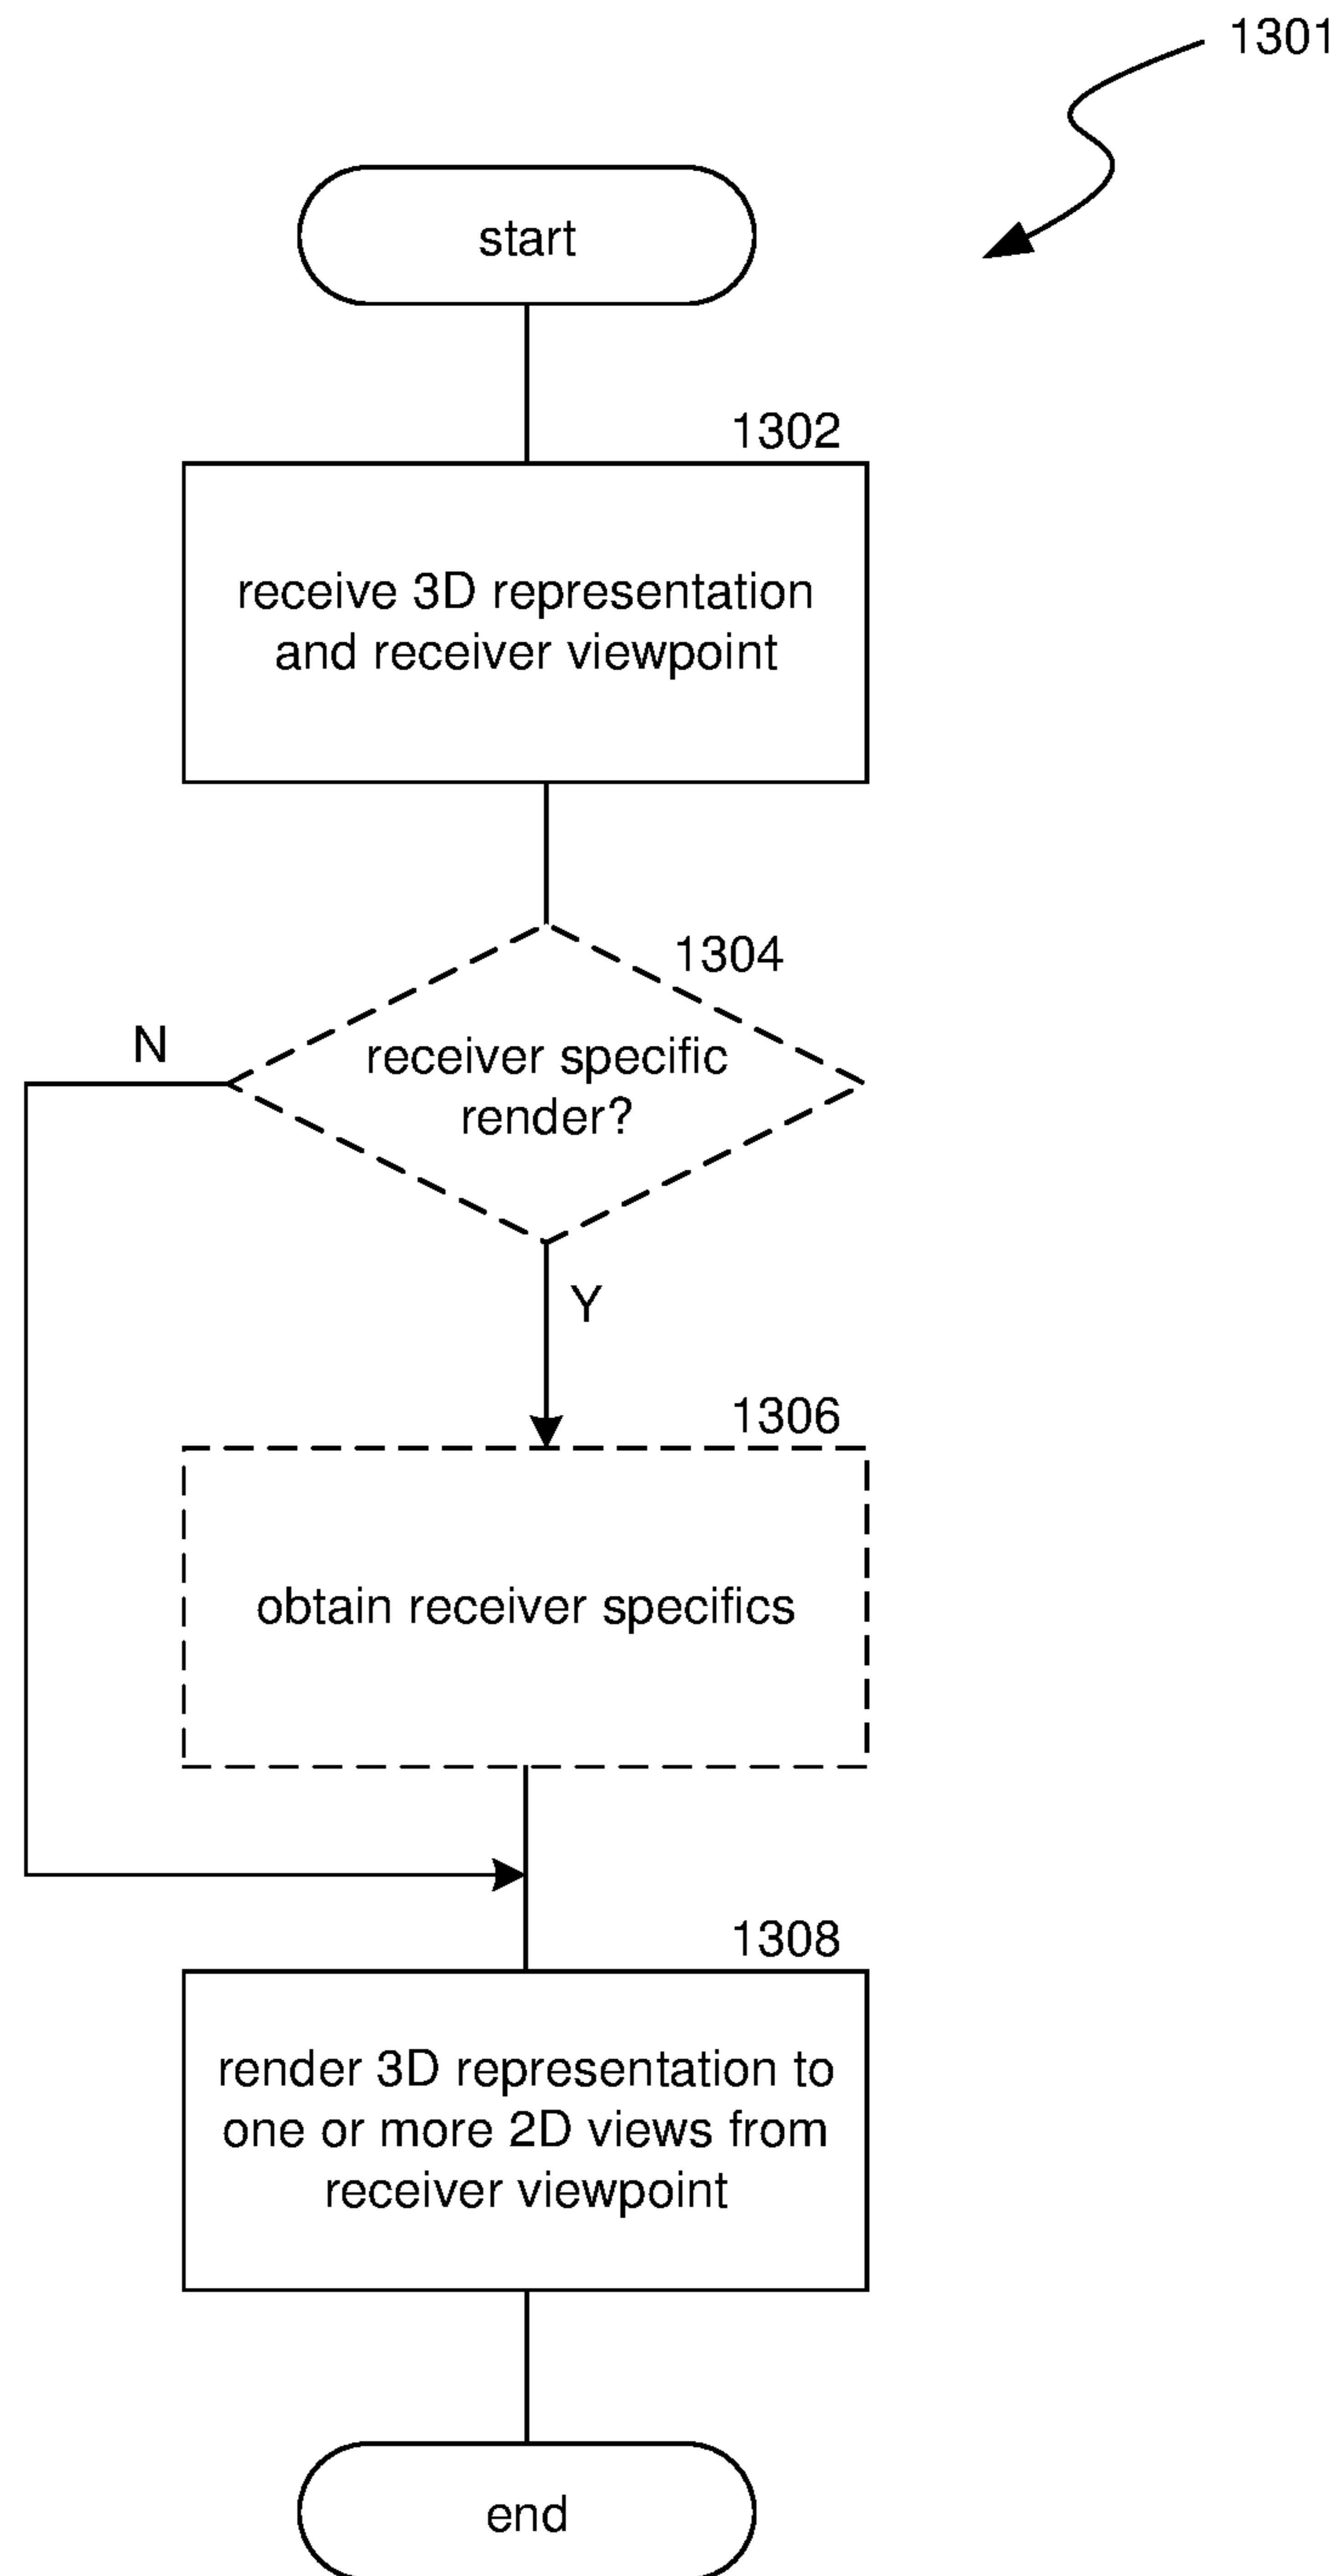 1301
start
1302
receive 3D representation
and receiver viewpoint
1304
N
receiver specific
render?
Y
1306
obtain receiver specifics
1308
render 3D representation to
one or more 2D views from
receiver viewpoint
end